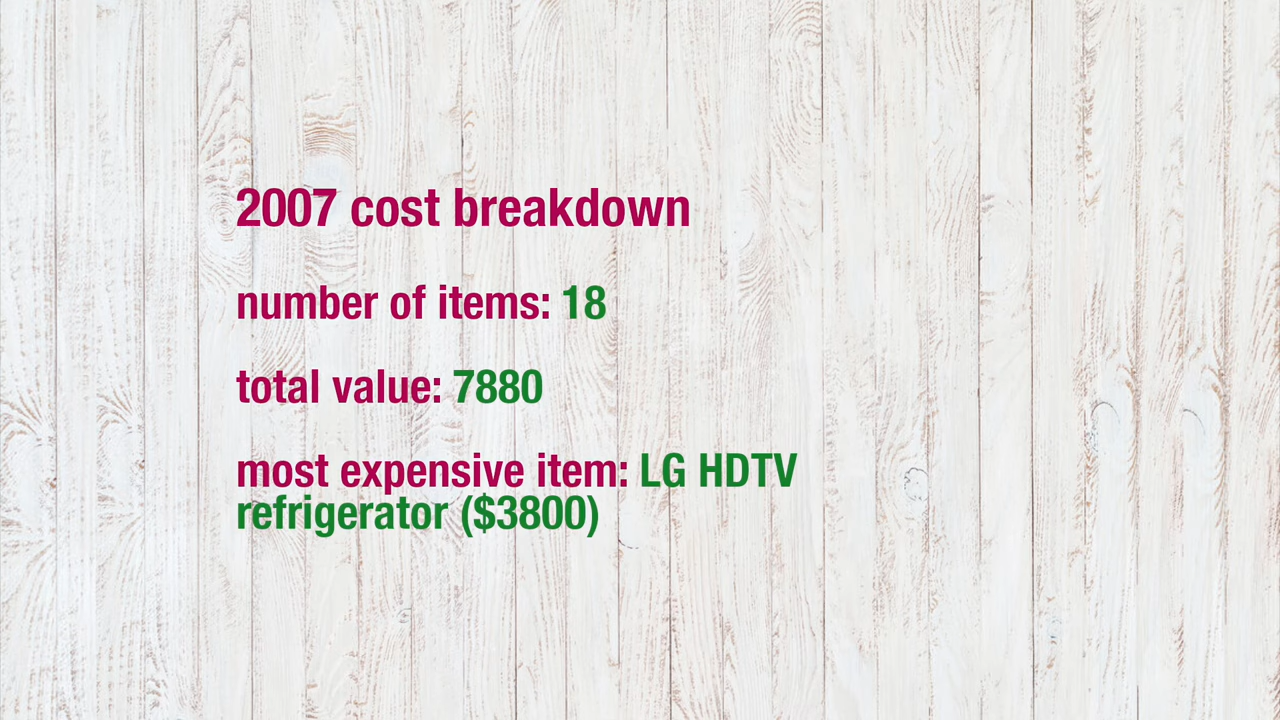 2007 cost breakdown
number of items: 18
total value: 7880
most expensive item: LG HDTV
refrigerator ($3800)